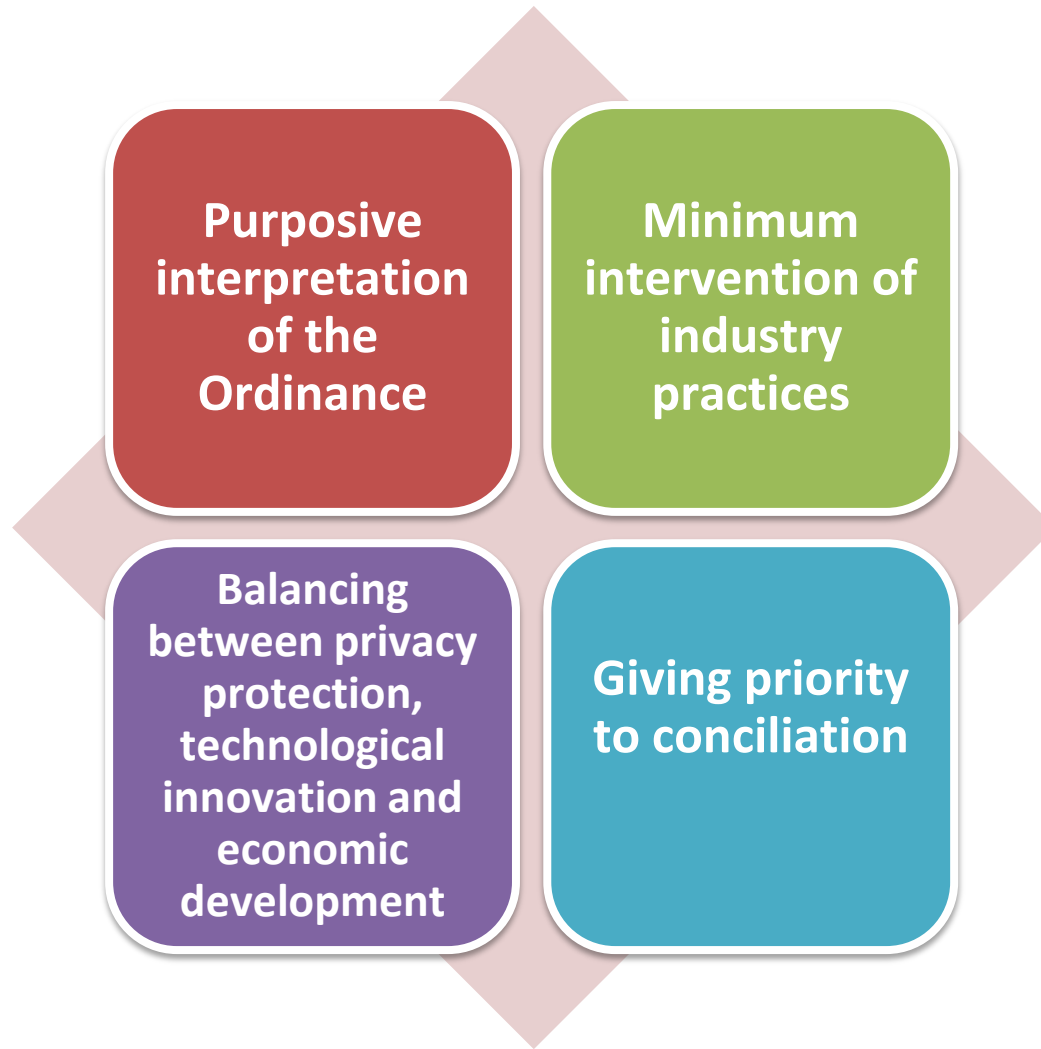 Purposive
interpretation
of the
Ordinance
Minimum
intervention of
industry
practices
Balancing
between privacy
protection,
technological
innovation and
economic
development
Giving priority
to conciliation